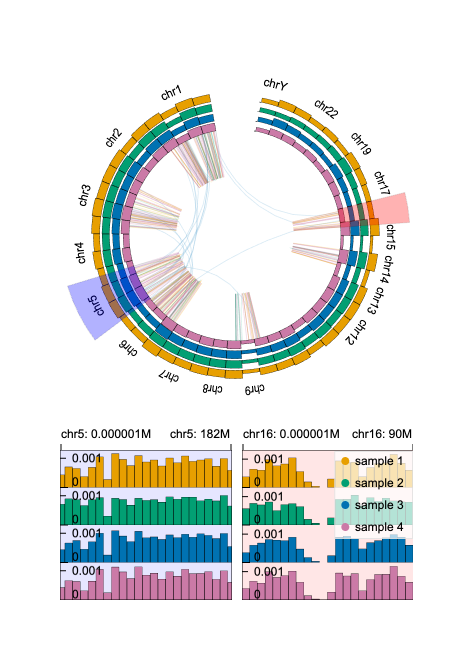 chrY
chr1
chr22
chr2
chr19
chr3
chr17
chr4
chr15
chr5
chr14
chr13
chr6
chr12
chr7
chr8
chr9
chr5: 0.000001M chr5: 182M chr16: 0.000001M chr16: 90M
0.001 0.001 sample 1
0 0 sample 2
0.001 0.001
0 0 sample 3
0.001 0.001 sample 4
0 0
0.001 0.001
0 0